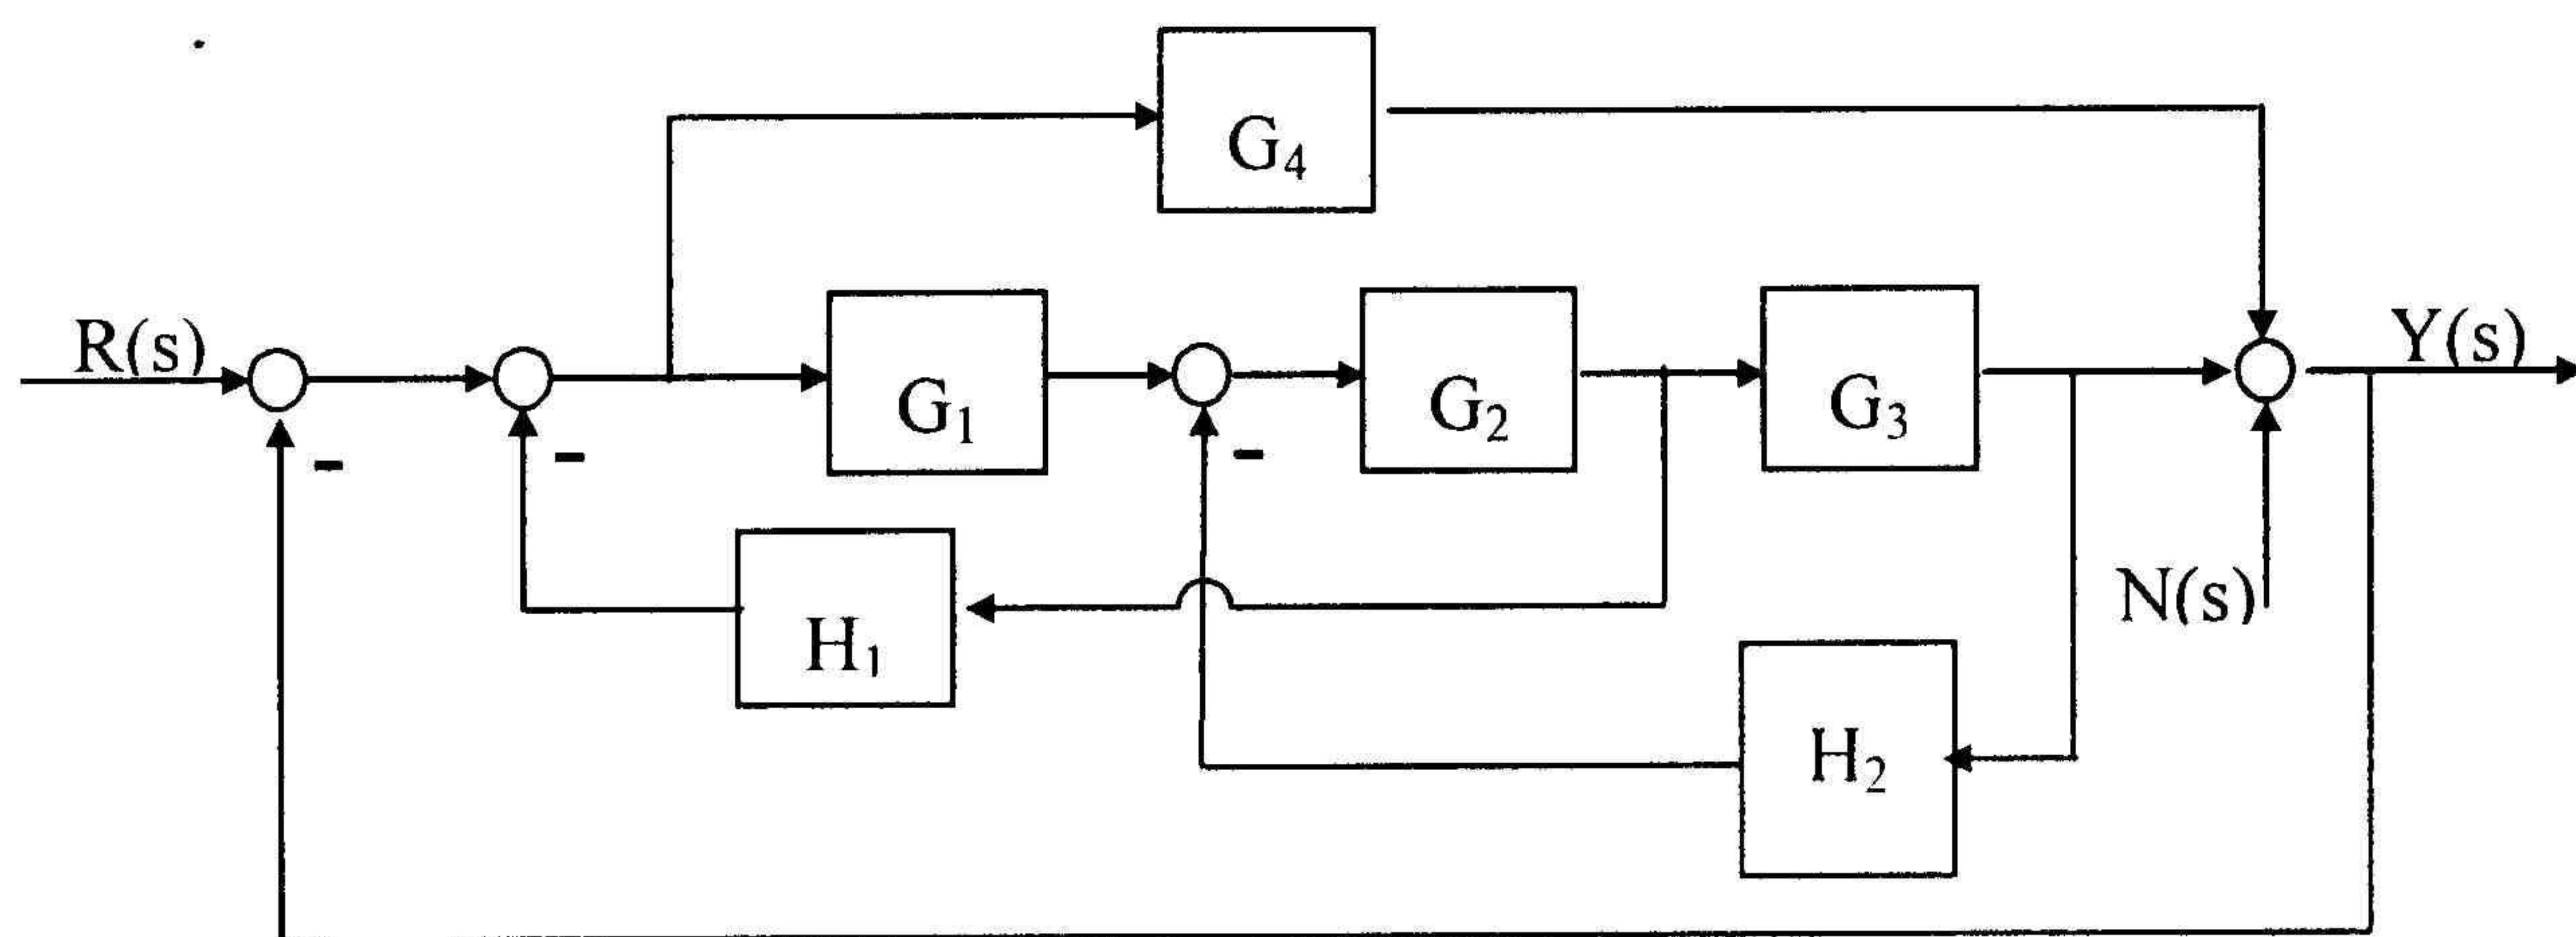 G₄
R(s)
G₁
G₂
G₃
Y(s)
-
-
-
H₁
N(s)
H₂